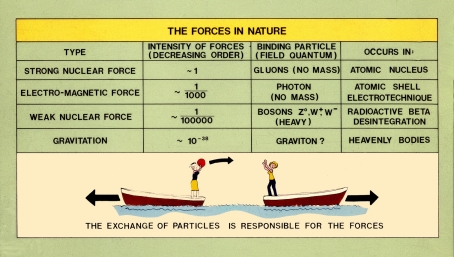 THE FORCES IN NATURE
TYPE
INTENSITY OF FORCES
(DECREASING ORDER)
BINDING PARTICLE
(FIELD QUANTUM)
OCCURS IN:
STRONG NUCLEAR FORCE
~ 1
GLUONS (NO MASS)
ATOMIC NUCLEUS
ELECTRO-MAGNETIC FORCE
~ 1/1000
PHOTON
(NO MASS)
ATOMIC SHELL
ELECTROTECHNIQUE
WEAK NUCLEAR FORCE
~ 1/100000
BOSONS Z⁰, W⁺, W⁻
(HEAVY)
RADIOACTIVE BETA
DESINTEGRATION
GRAVITATION
~ 10⁻³⁸
GRAVITON ?
HEAVENLY BODIES
THE EXCHANGE OF PARTICLES IS RESPONSIBLE FOR THE FORCES